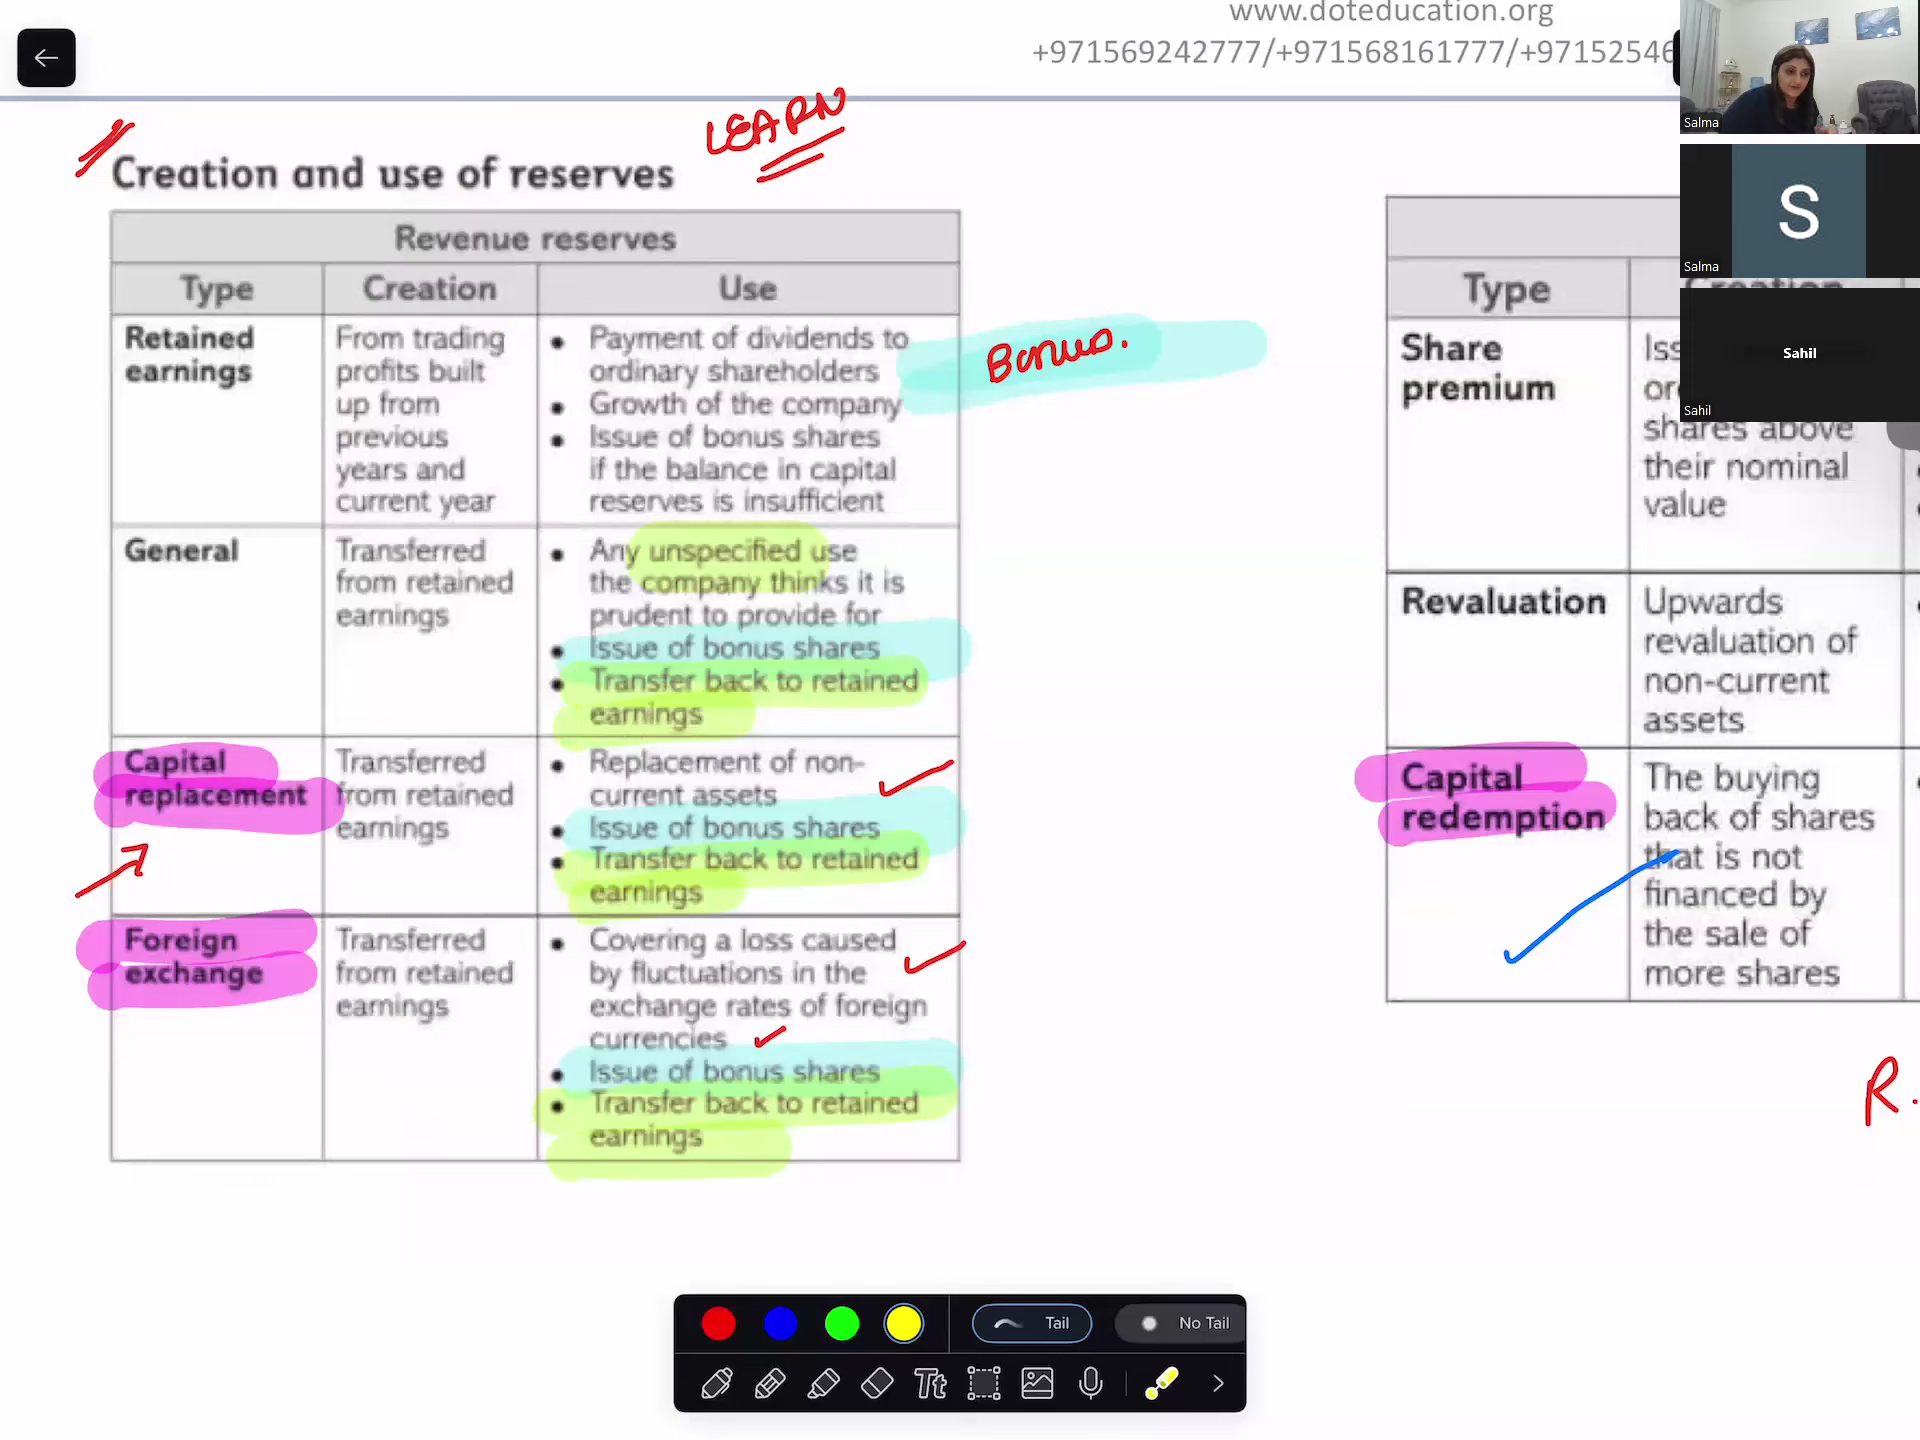 www.doteducation.org
+971569242777/+971568161777/+97152546
LEARN
Creation and use of reserves
Revenue reserves
Type Creation Use
Retained earnings
From trading profits built up from previous years and current year
• Payment of dividends to ordinary shareholders
• Growth of the company
• Issue of bonus shares if the balance in capital reserves is insufficient
Bonus.
General
Transferred from retained earnings
• Any unspecified use the company thinks it is prudent to provide for
• Issue of bonus shares
• Transfer back to retained earnings
Capital replacement
Transferred from retained earnings
• Replacement of non-current assets
• Issue of bonus shares
• Transfer back to retained earnings
Foreign exchange
Transferred from retained earnings
• Covering a loss caused by fluctuations in the exchange rates of foreign currencies
• Issue of bonus shares
• Transfer back to retained earnings
Type Creation
Share premium
shares above their nominal value
Revaluation
Upwards revaluation of non-current assets
Capital redemption
The buying back of shares that is not financed by the sale of more shares
R.
Salma
S
Salma
Sahil
Sahil
Tail
No Tail
Tt